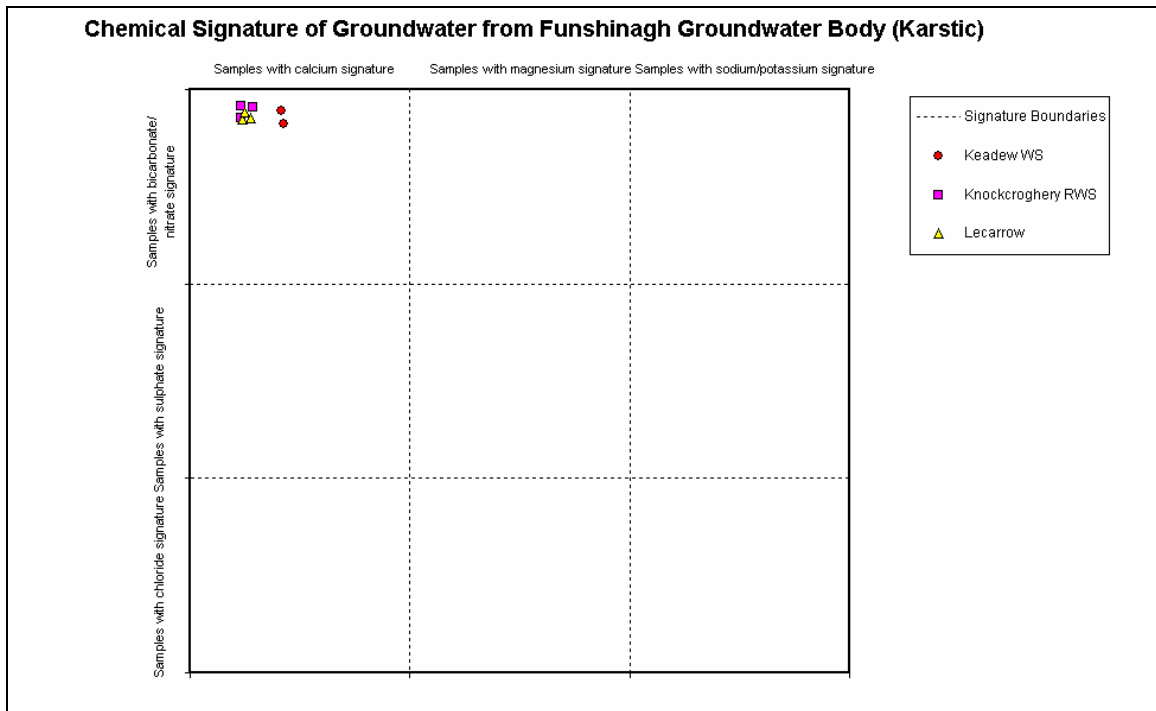 Chemical Signature of Groundwater from Funshinagh Groundwater Body (Karstic)
Samples with calcium signature
Samples with magnesium signature
Samples with sodium/potassium signature
Samples with bicarbonate/
nitrate signature
Samples with sulphate signature
Samples with chloride signature
Signature Boundaries
Keadew WS
Knockcroghery RWS
Lecarrow